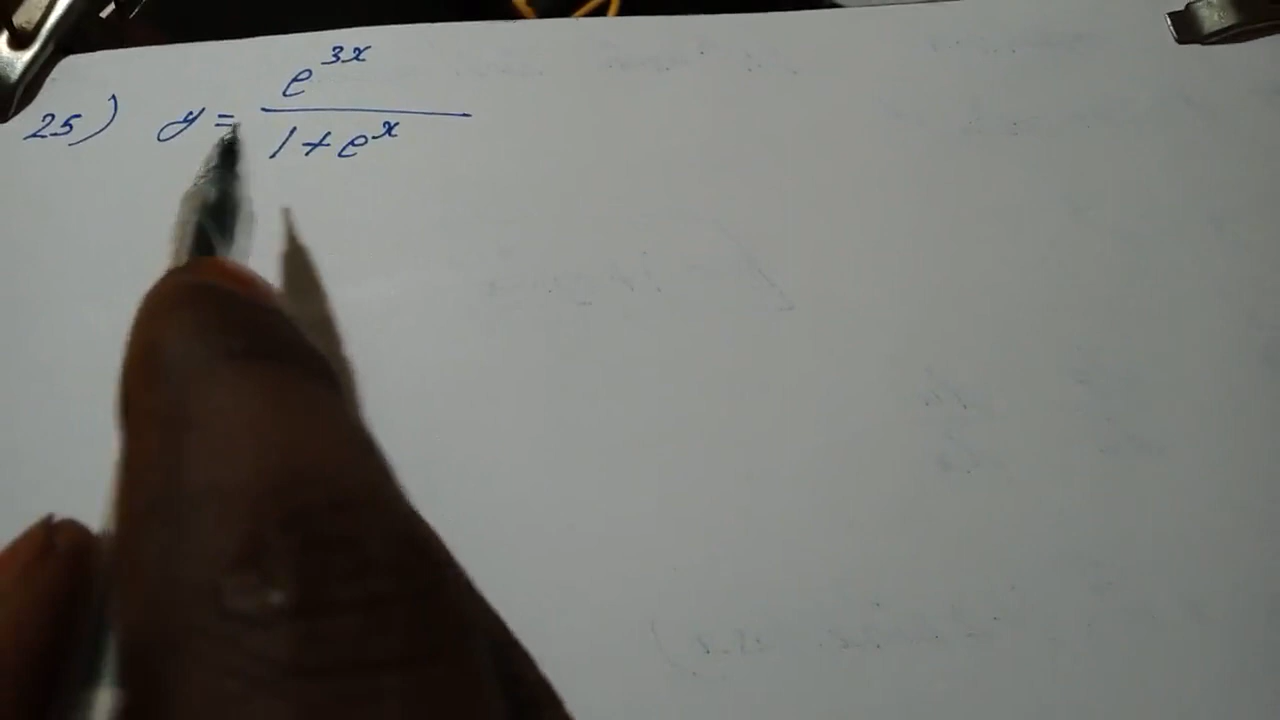 25) y = e^{3x} / (1 + e^x)